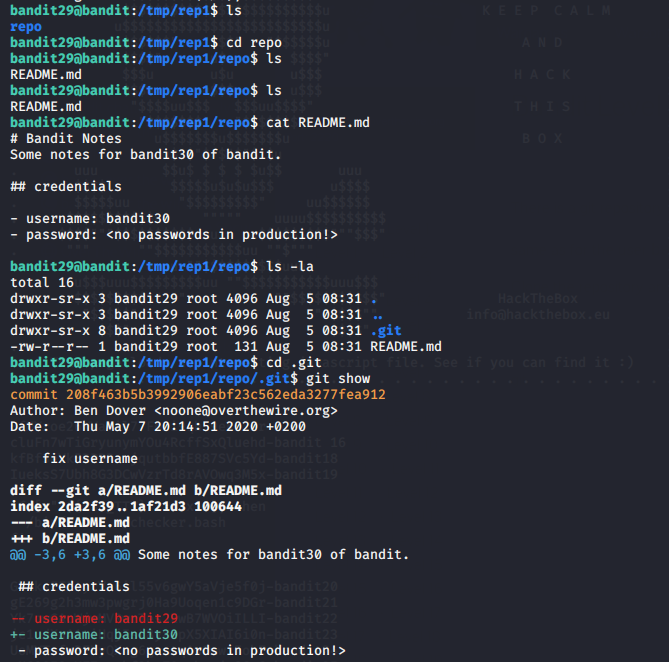 bandit29@bandit:/tmp/rep1$ ls
repo
bandit29@bandit:/tmp/rep1$ cd repo
bandit29@bandit:/tmp/rep1/repo$ ls
README.md
bandit29@bandit:/tmp/rep1/repo$ ls
README.md
bandit29@bandit:/tmp/rep1/repo$ cat README.md
# Bandit Notes
Some notes for bandit30 of bandit.
## credentials
- username: bandit30
- password: <no passwords in production!>
bandit29@bandit:/tmp/rep1/repo$ ls -la
total 16
drwxr-sr-x 3 bandit29 root 4096 Aug  5 08:31 .
drwxr-sr-x 3 bandit29 root 4096 Aug  5 08:31 ..
drwxr-sr-x 8 bandit29 root 4096 Aug  5 08:31 .git
-rw-r--r-- 1 bandit29 root  131 Aug  5 08:31 README.md
bandit29@bandit:/tmp/rep1/repo$ cd .git
bandit29@bandit:/tmp/rep1/repo/.git$ git show
commit 208f463b5b3992906eabf23c562eda3277fea912
Author: Ben Dover <noone@overthewire.org>
Date:   Thu May 7 20:14:51 2020 +0200
fix username
diff --git a/README.md b/README.md
index 2da2f39..1af21d3 100644
--- a/README.md
+++ b/README.md
@@ -3,6 +3,6 @@ Some notes for bandit30 of bandit.
## credentials
-- username: bandit29
+- username: bandit30
- password: <no passwords in production!>
KEEP CALM
AND
HACK
THIS
BOX
HackTheBox
info@hackthebox.eu